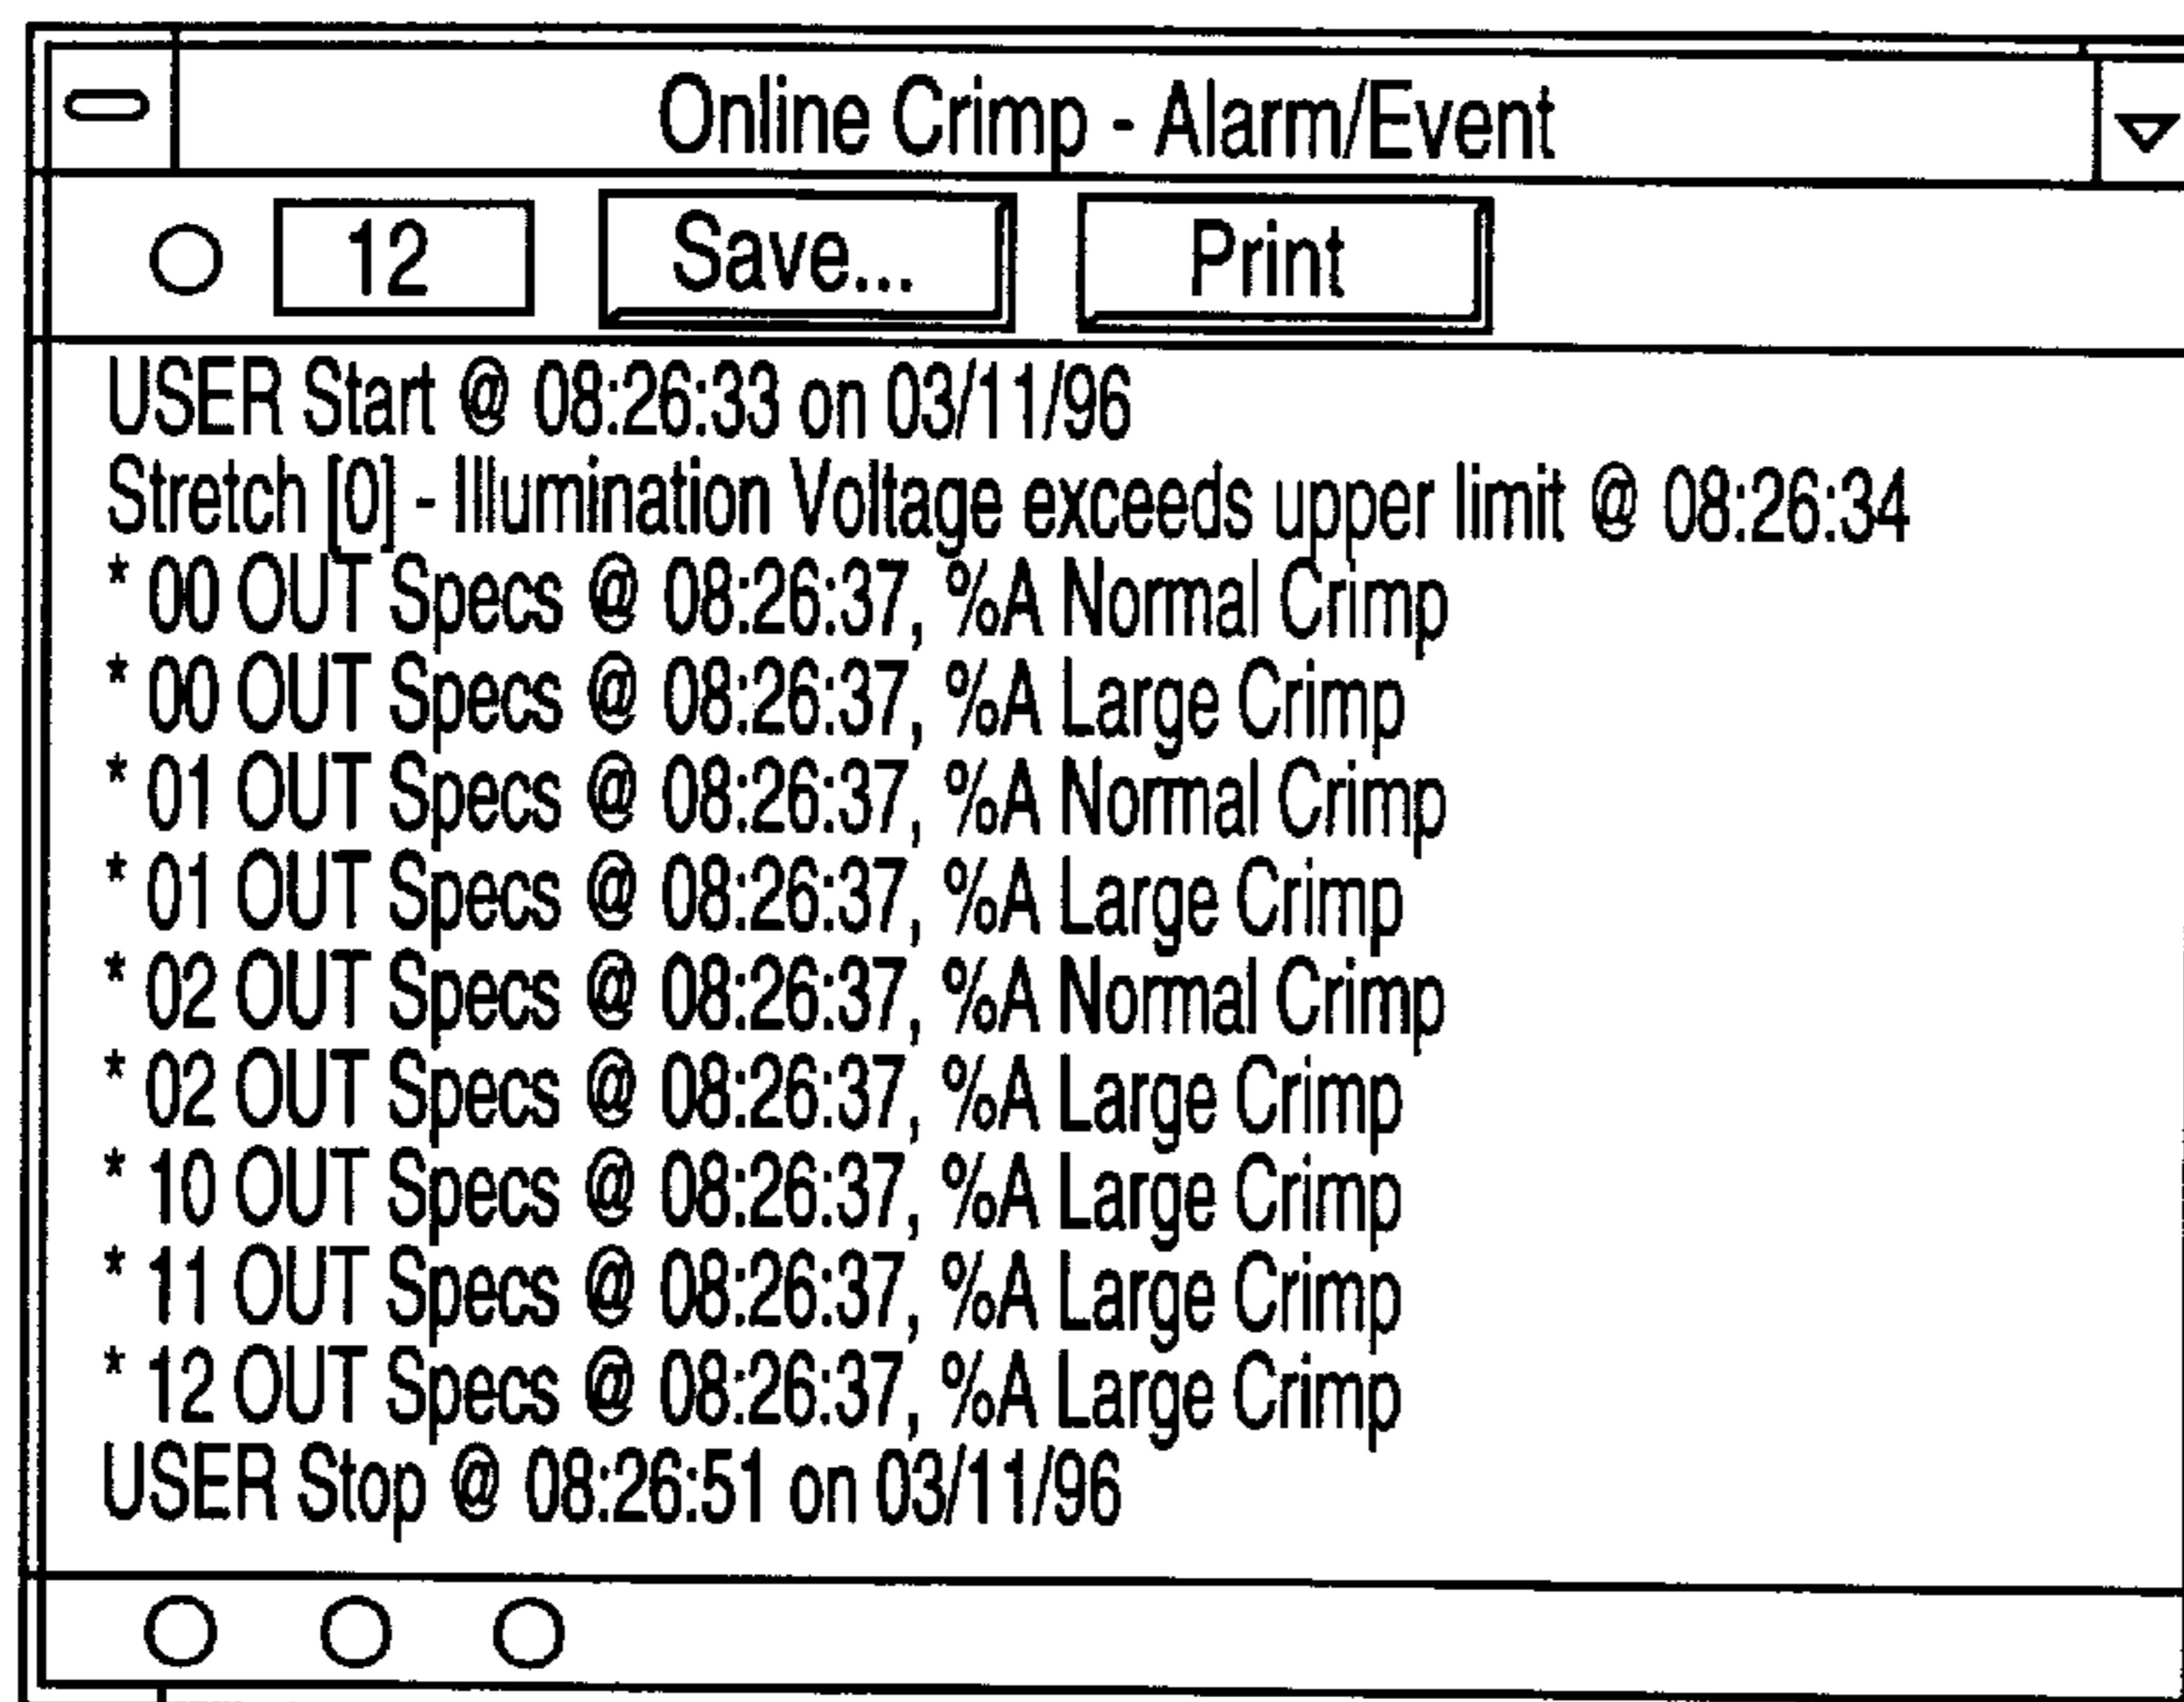 Online Crimp - Alarm/Event
12 Save... Print
USER Start @ 08:26:33 on 03/11/96
Stretch [0] - Illumination Voltage exceeds upper limit @ 08:26:34
* 00 OUT Specs @ 08:26:37, %A Normal Crimp
* 00 OUT Specs @ 08:26:37, %A Large Crimp
* 01 OUT Specs @ 08:26:37, %A Normal Crimp
* 01 OUT Specs @ 08:26:37, %A Large Crimp
* 02 OUT Specs @ 08:26:37, %A Normal Crimp
* 02 OUT Specs @ 08:26:37, %A Large Crimp
* 10 OUT Specs @ 08:26:37, %A Large Crimp
* 11 OUT Specs @ 08:26:37, %A Large Crimp
* 12 OUT Specs @ 08:26:37, %A Large Crimp
USER Stop @ 08:26:51 on 03/11/96